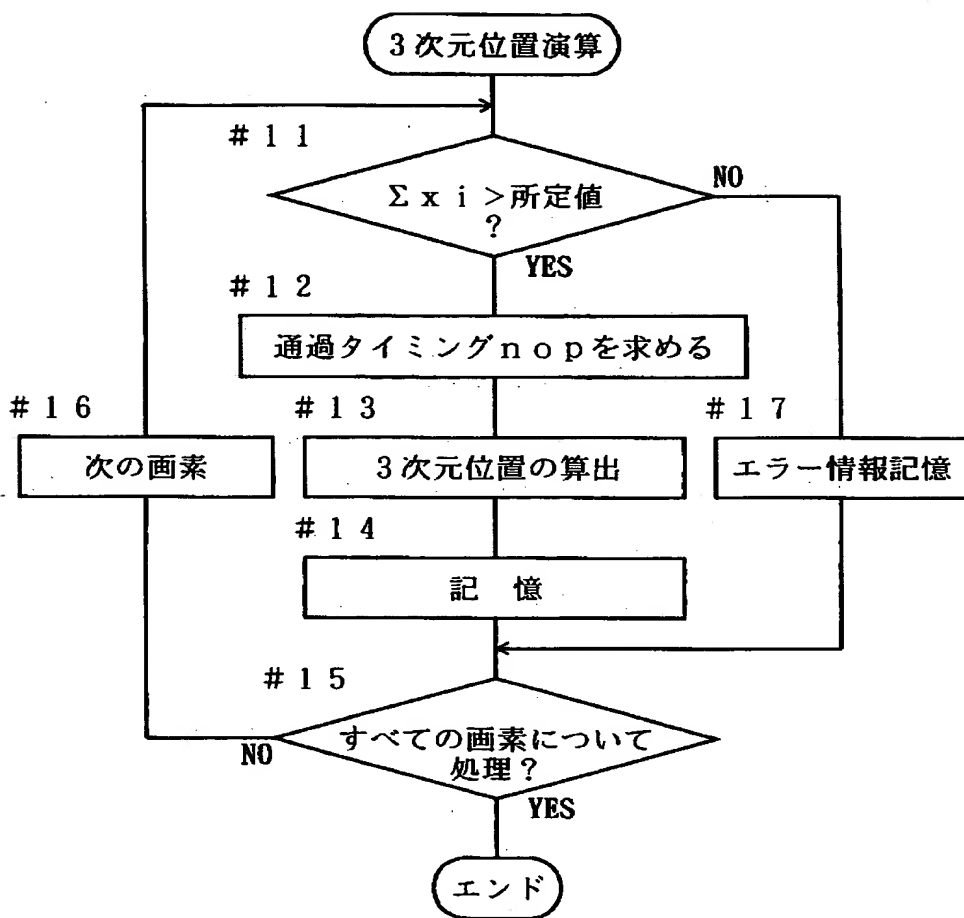 3次元位置演算
#11
Σxi>所定値
?
NO
YES
#12
通過タイミングnopを求める
#16
#13
#17
次の画素
3次元位置の算出
エラー情報記憶
#14
記 憶
#15
すべての画素について
処理?
NO
YES
エンド